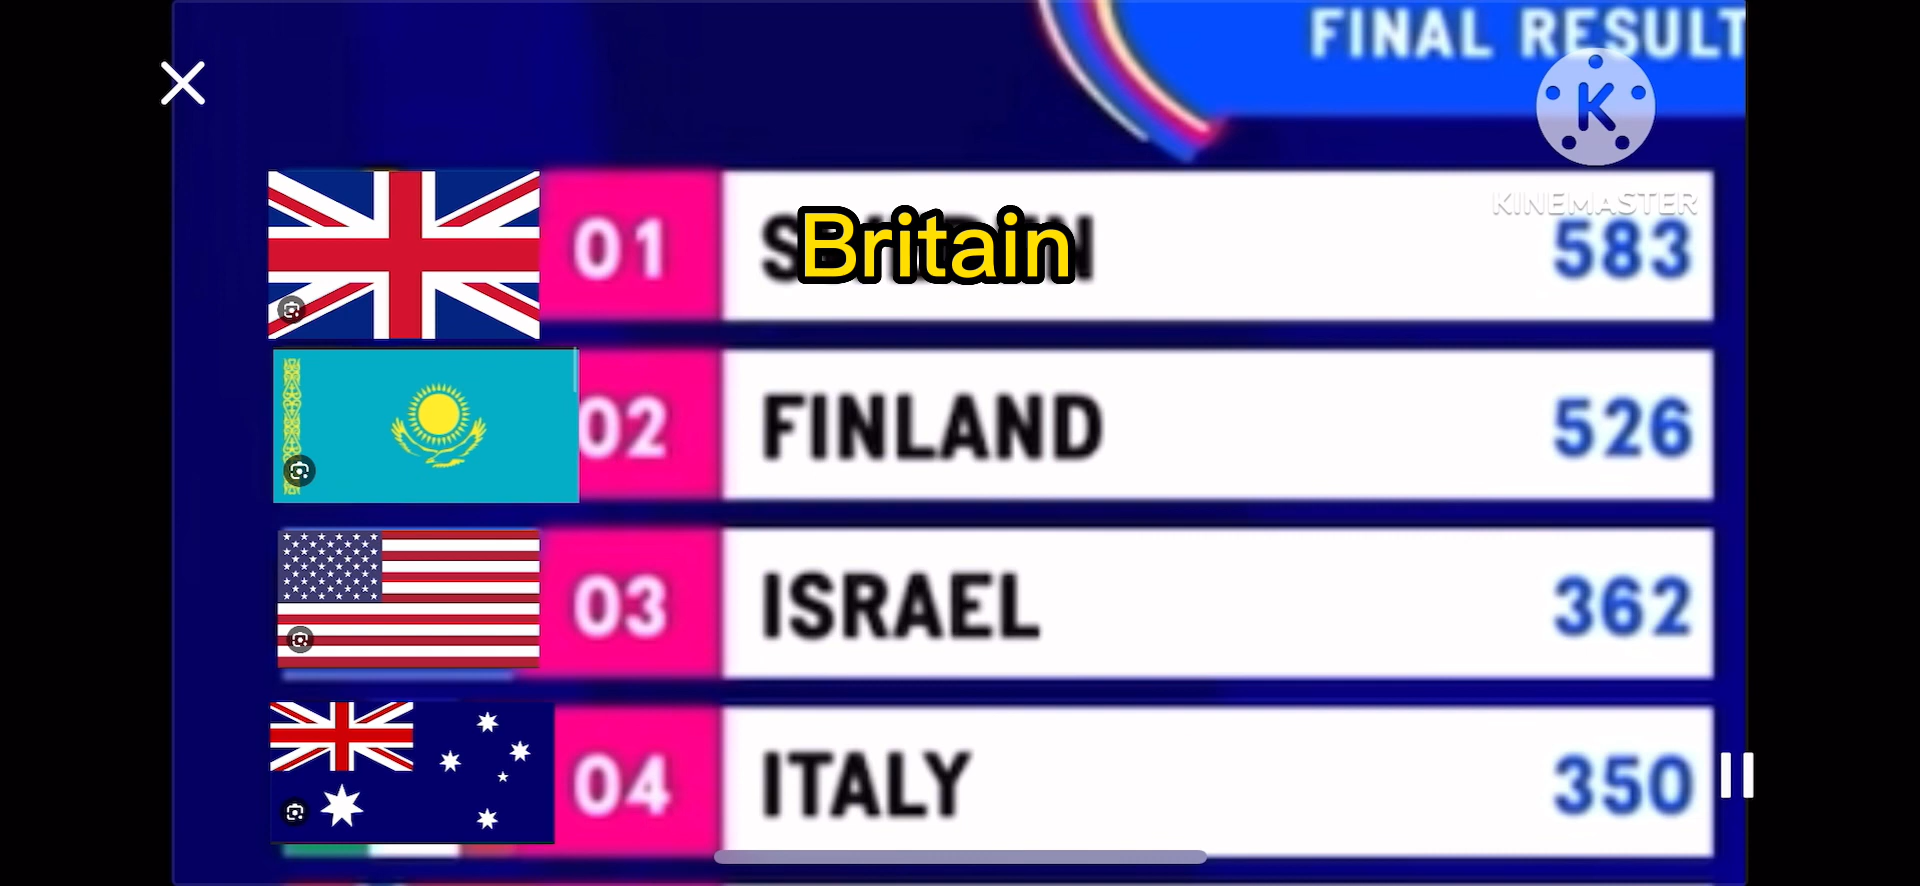 FINAL RESULT
K
KINEMASTER
01 Britain 583
02 FINLAND 526
03 ISRAEL 362
04 ITALY 350